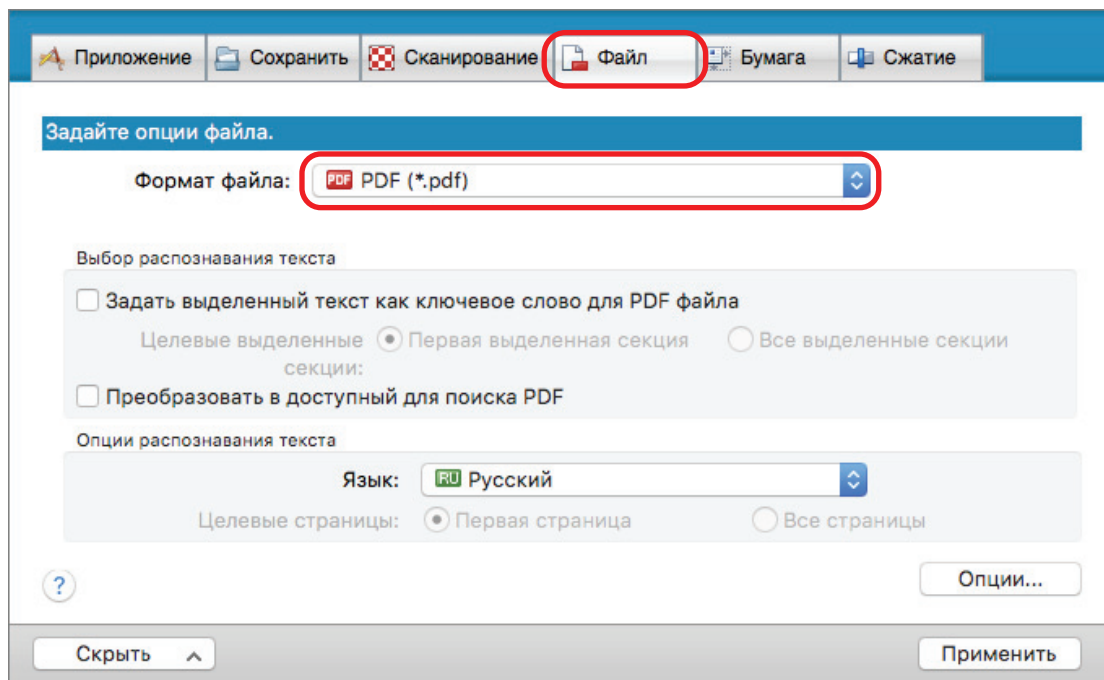 Приложение Сохранить Сканирование Файл Бумага Сжатие
Задайте опции файла.
Формат файла: PDF PDF (*.pdf)
Выбор распознавания текста
Задать выделенный текст как ключевое слово для PDF файла
Целевые выделенные секции: Первая выделенная секция Все выделенные секции
Преобразовать в доступный для поиска PDF
Опции распознавания текста
Язык: RU Русский
Целевые страницы: Первая страница Все страницы
? Опции...
Скрыть Применить